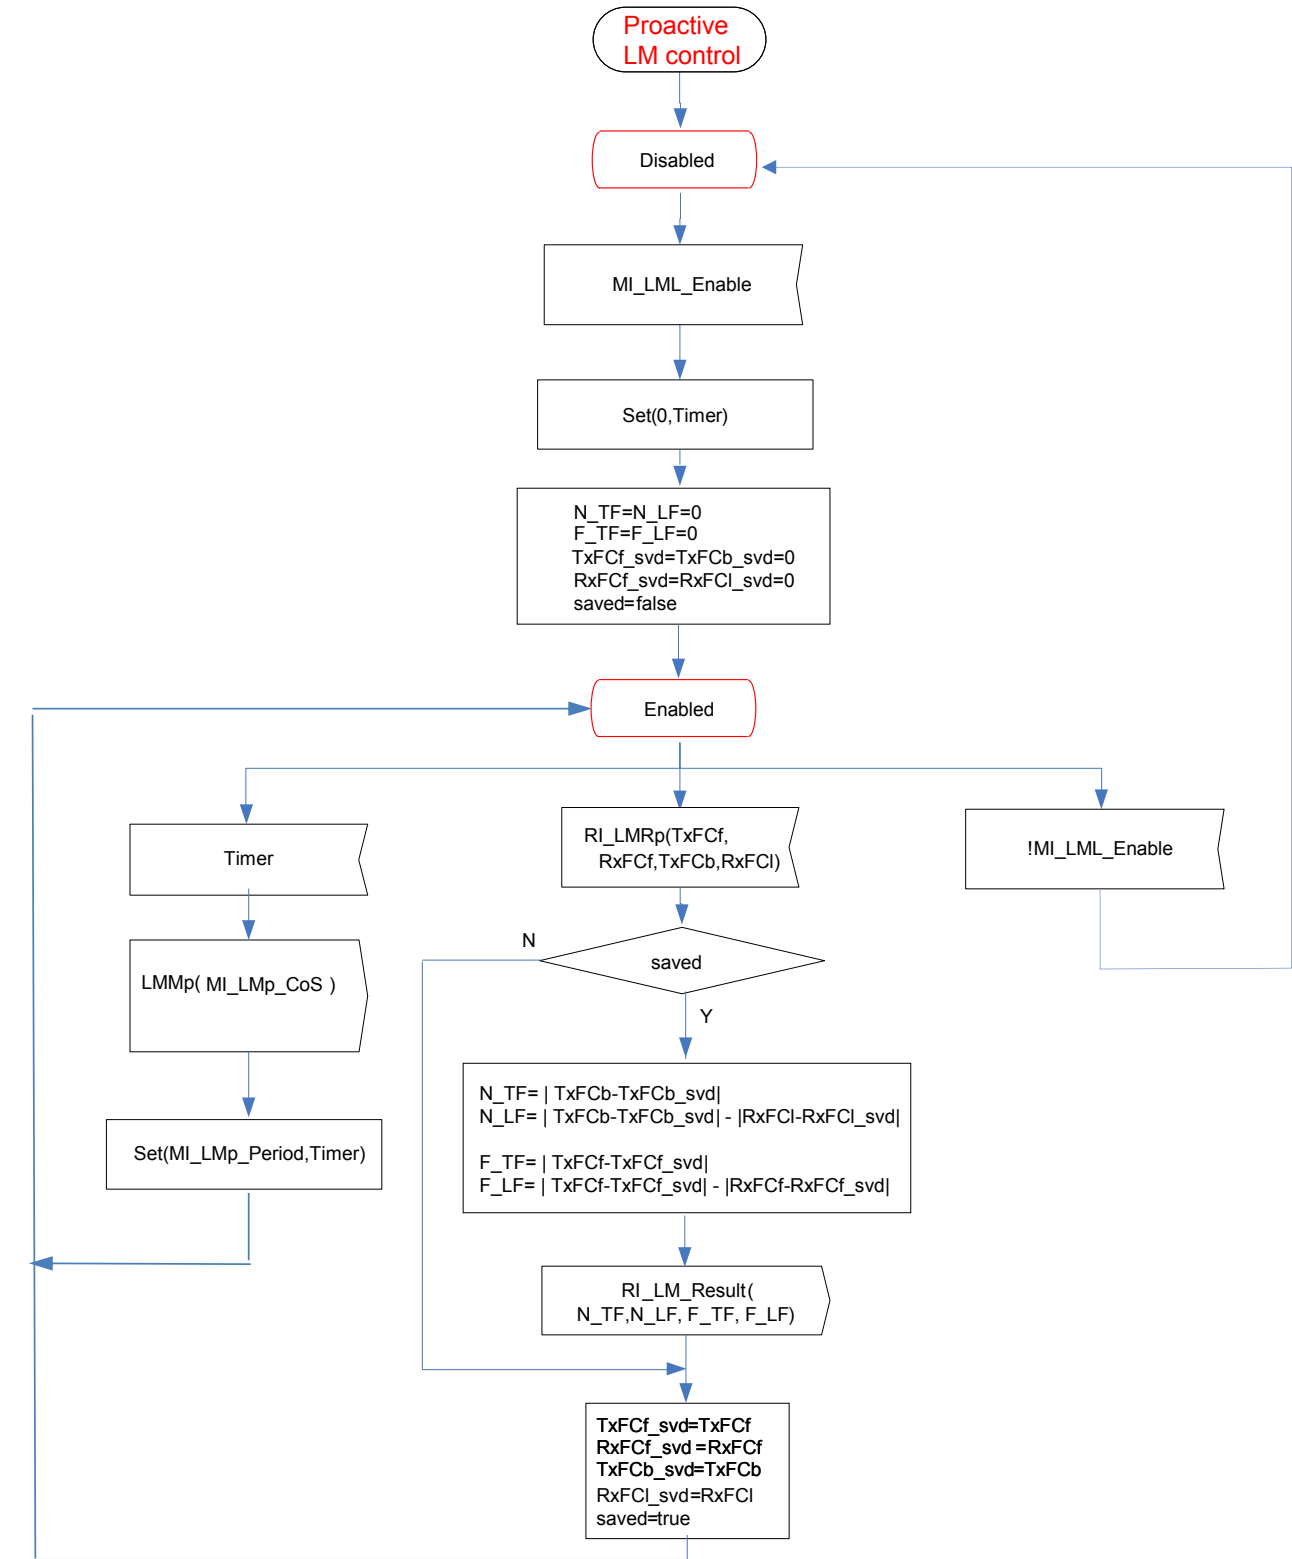 Proactive
LM control
Disabled
MI_LML_Enable
Set(0,Timer)
N_TF=N_LF=0
F_TF=F_LF=0
TxFCf_svd=TxFCb_svd=0
RxFCf_svd=RxFCl_svd=0
saved=false
Enabled
Timer
LMMp( MI_LMp_CoS )
Set(MI_LMp_Period,Timer)
RI_LMRp(TxFCf,
RxFCf,TxFCb,RxFCl)
!MI_LML_Enable
saved
N
Y
N_TF= | TxFCb-TxFCb_svd|
N_LF= | TxFCb-TxFCb_svd| - |RxFCl-RxFCl_svd|
F_TF= | TxFCf-TxFCf_svd|
F_LF= | TxFCf-TxFCf_svd| - |RxFCf-RxFCf_svd|
RI_LM_Result(
N_TF,N_LF, F_TF, F_LF)
TxFCf_svd=TxFCf
RxFCf_svd =RxFCf
TxFCb_svd=TxFCb
RxFCl_svd=RxFCl
saved=true